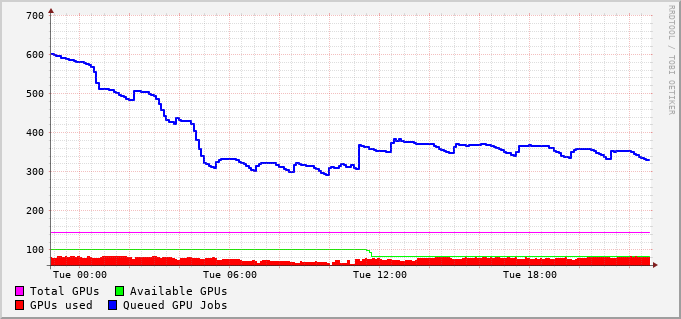 700
600
500
400
300
200
100
Tue 00:00 Tue 06:00 Tue 12:00 Tue 18:00
Total GPUs Available GPUs
GPUs used Queued GPU Jobs
RRDTOOL / TOBI OETIKER